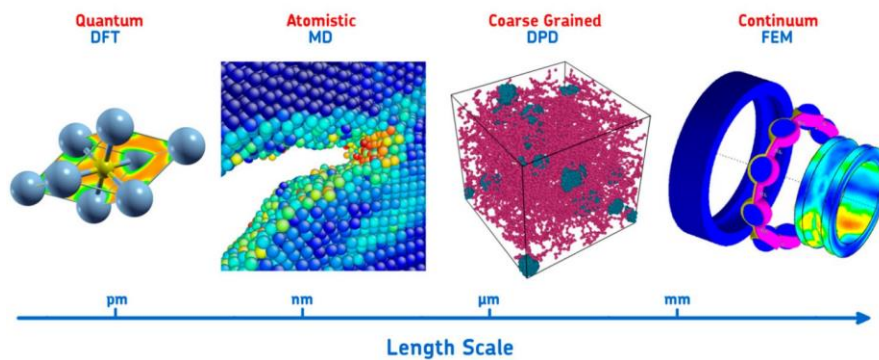 Quantum
DFT
Atomistic
MD
Coarse Grained
DPD
Continuum
FEM
pm
nm
μm
mm
Length Scale